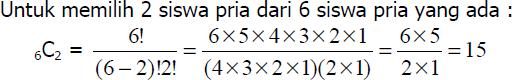 Untuk memilih 2 siswa pria dari 6 siswa pria yang ada :
₆C₂ = 6!/((6−2)!2!) = (6×5×4×3×2×1)/((4×3×2×1)(2×1)) = (6×5)/(2×1) = 15